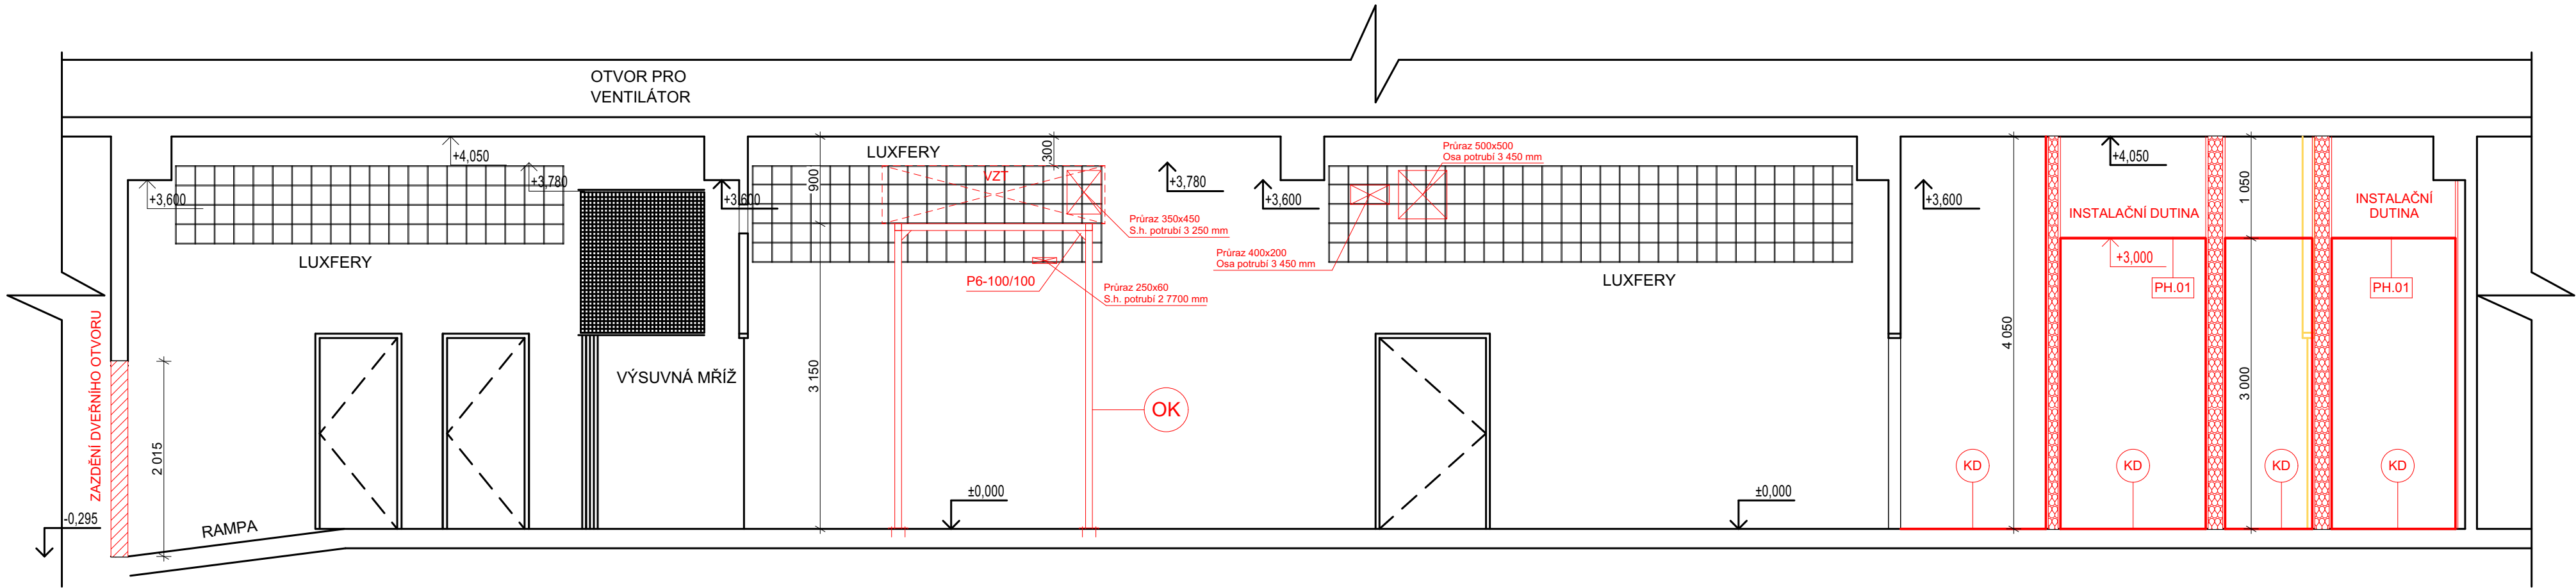 OTVOR PRO
VENTILÁTOR
+4,050
+3,780
+3,600
LUXFERY
VÝSUVNÁ MŘÍŽ
ZAZDĚNÍ DVEŘNÍHO OTVORU
2 015
-0,295
RAMPA
+3,600
900
3 150
LUXFERY
300
VZT
+3,780
+3,600
Průraz 350x450
S.h. potrubí 3 250 mm
P6-100/100
Průraz 250x60
S.h. potrubí 2 7700 mm
OK
±0,000
Průraz 400x200
Osa potrubí 3 450 mm
Průraz 500x500
Osa potrubí 3 450 mm
LUXFERY
±0,000
+3,600
4 050
+4,050
INSTALAČNÍ DUTINA
+3,000
PH.01
1 050
3 000
INSTALAČNÍ
DUTINA
PH.01
KD
KD
KD
KD